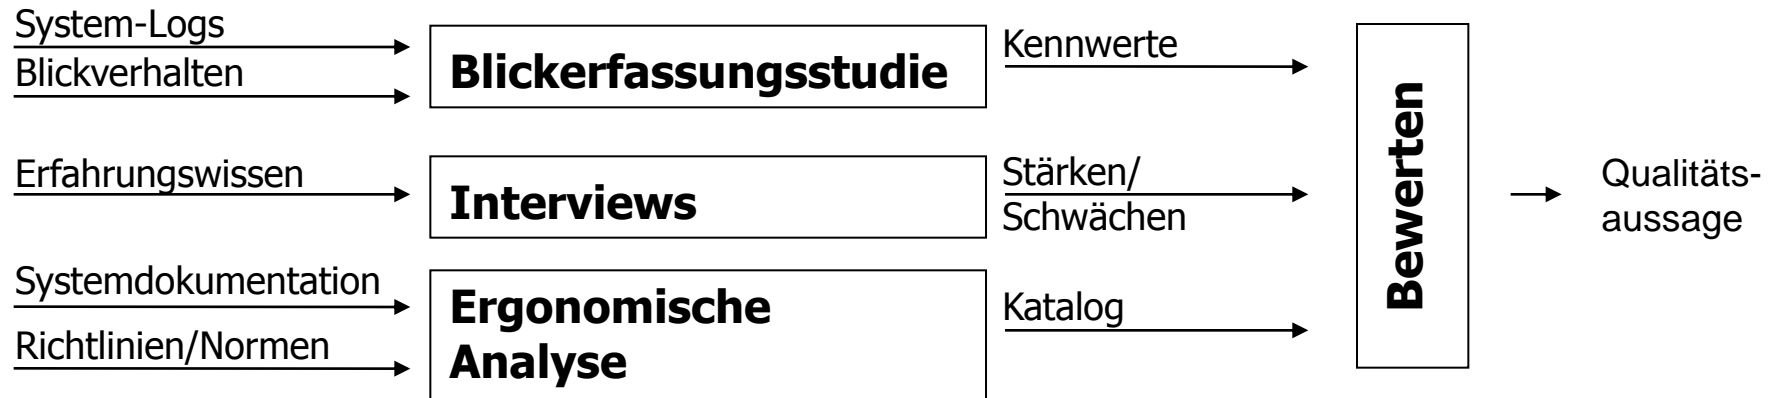 System-Logs
Blickverhalten
Blickerfassungsstudie
Kennwerte
Erfahrungswissen
Interviews
Stärken/
Schwächen
Systemdokumentation
Richtlinien/Normen
Ergonomische
Analyse
Katalog
Bewerten
Qualitäts-
aussage